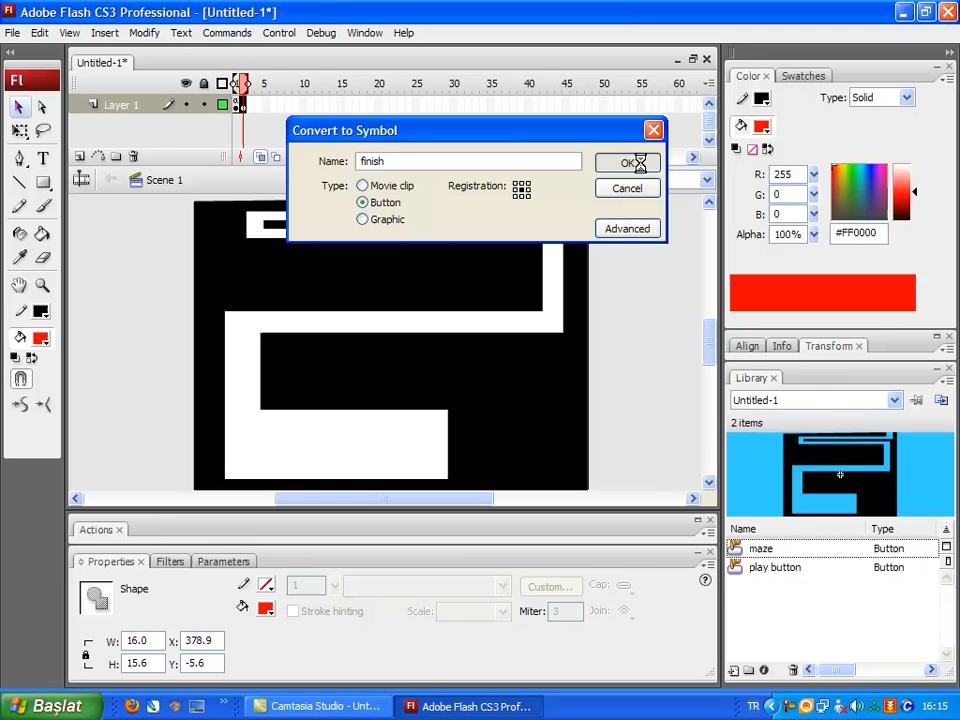 Fl Adobe Flash CS3 Professional - [Untitled-1*]
File Edit View Insert Modify Text Commands Control Debug Window Help
Untitled-1*
Fl
5 10 15 20 25 30 35 40 45 50 55 60
Layer 1
Scene 1
Convert to Symbol
Name: finish
OK
Type: Movie clip
Registration:
Button
Cancel
Graphic
Advanced
Color Swatches
Type: Solid
R: 255
G: 0
B: 0
Alpha: 100%
#FF0000
Align Info Transform
Library
Untitled-1
2 items
Name Type
maze Button
play button Button
Actions
Properties Filters Parameters
Shape
1
Custom...
Cap:
Stroke hinting
Scale:
Miter: 3
Join:
W: 16.0 X: 378.9
H: 15.6 Y: -5.6
Başlat
Camtasia Studio - Unt...
Fl Adobe Flash CS3 Prof...
TR
16:15